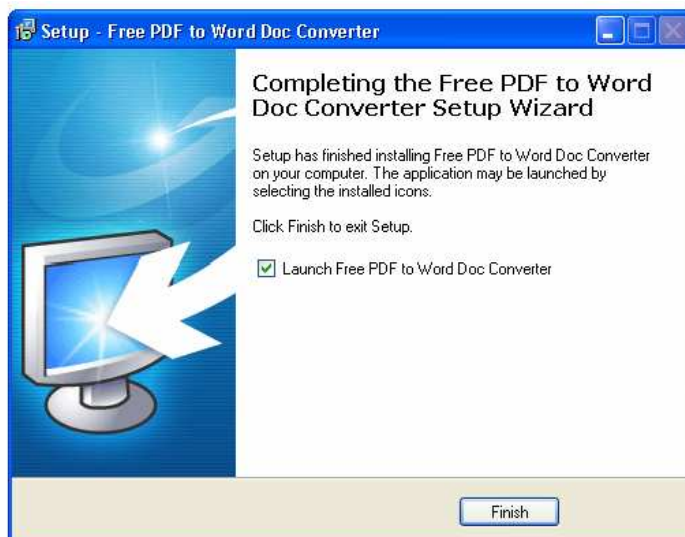 Setup - Free PDF to Word Doc Converter
Completing the Free PDF to Word
Doc Converter Setup Wizard
Setup has finished installing Free PDF to Word Doc Converter
on your computer. The application may be launched by
selecting the installed icons.
Click Finish to exit Setup.
Launch Free PDF to Word Doc Converter
Finish